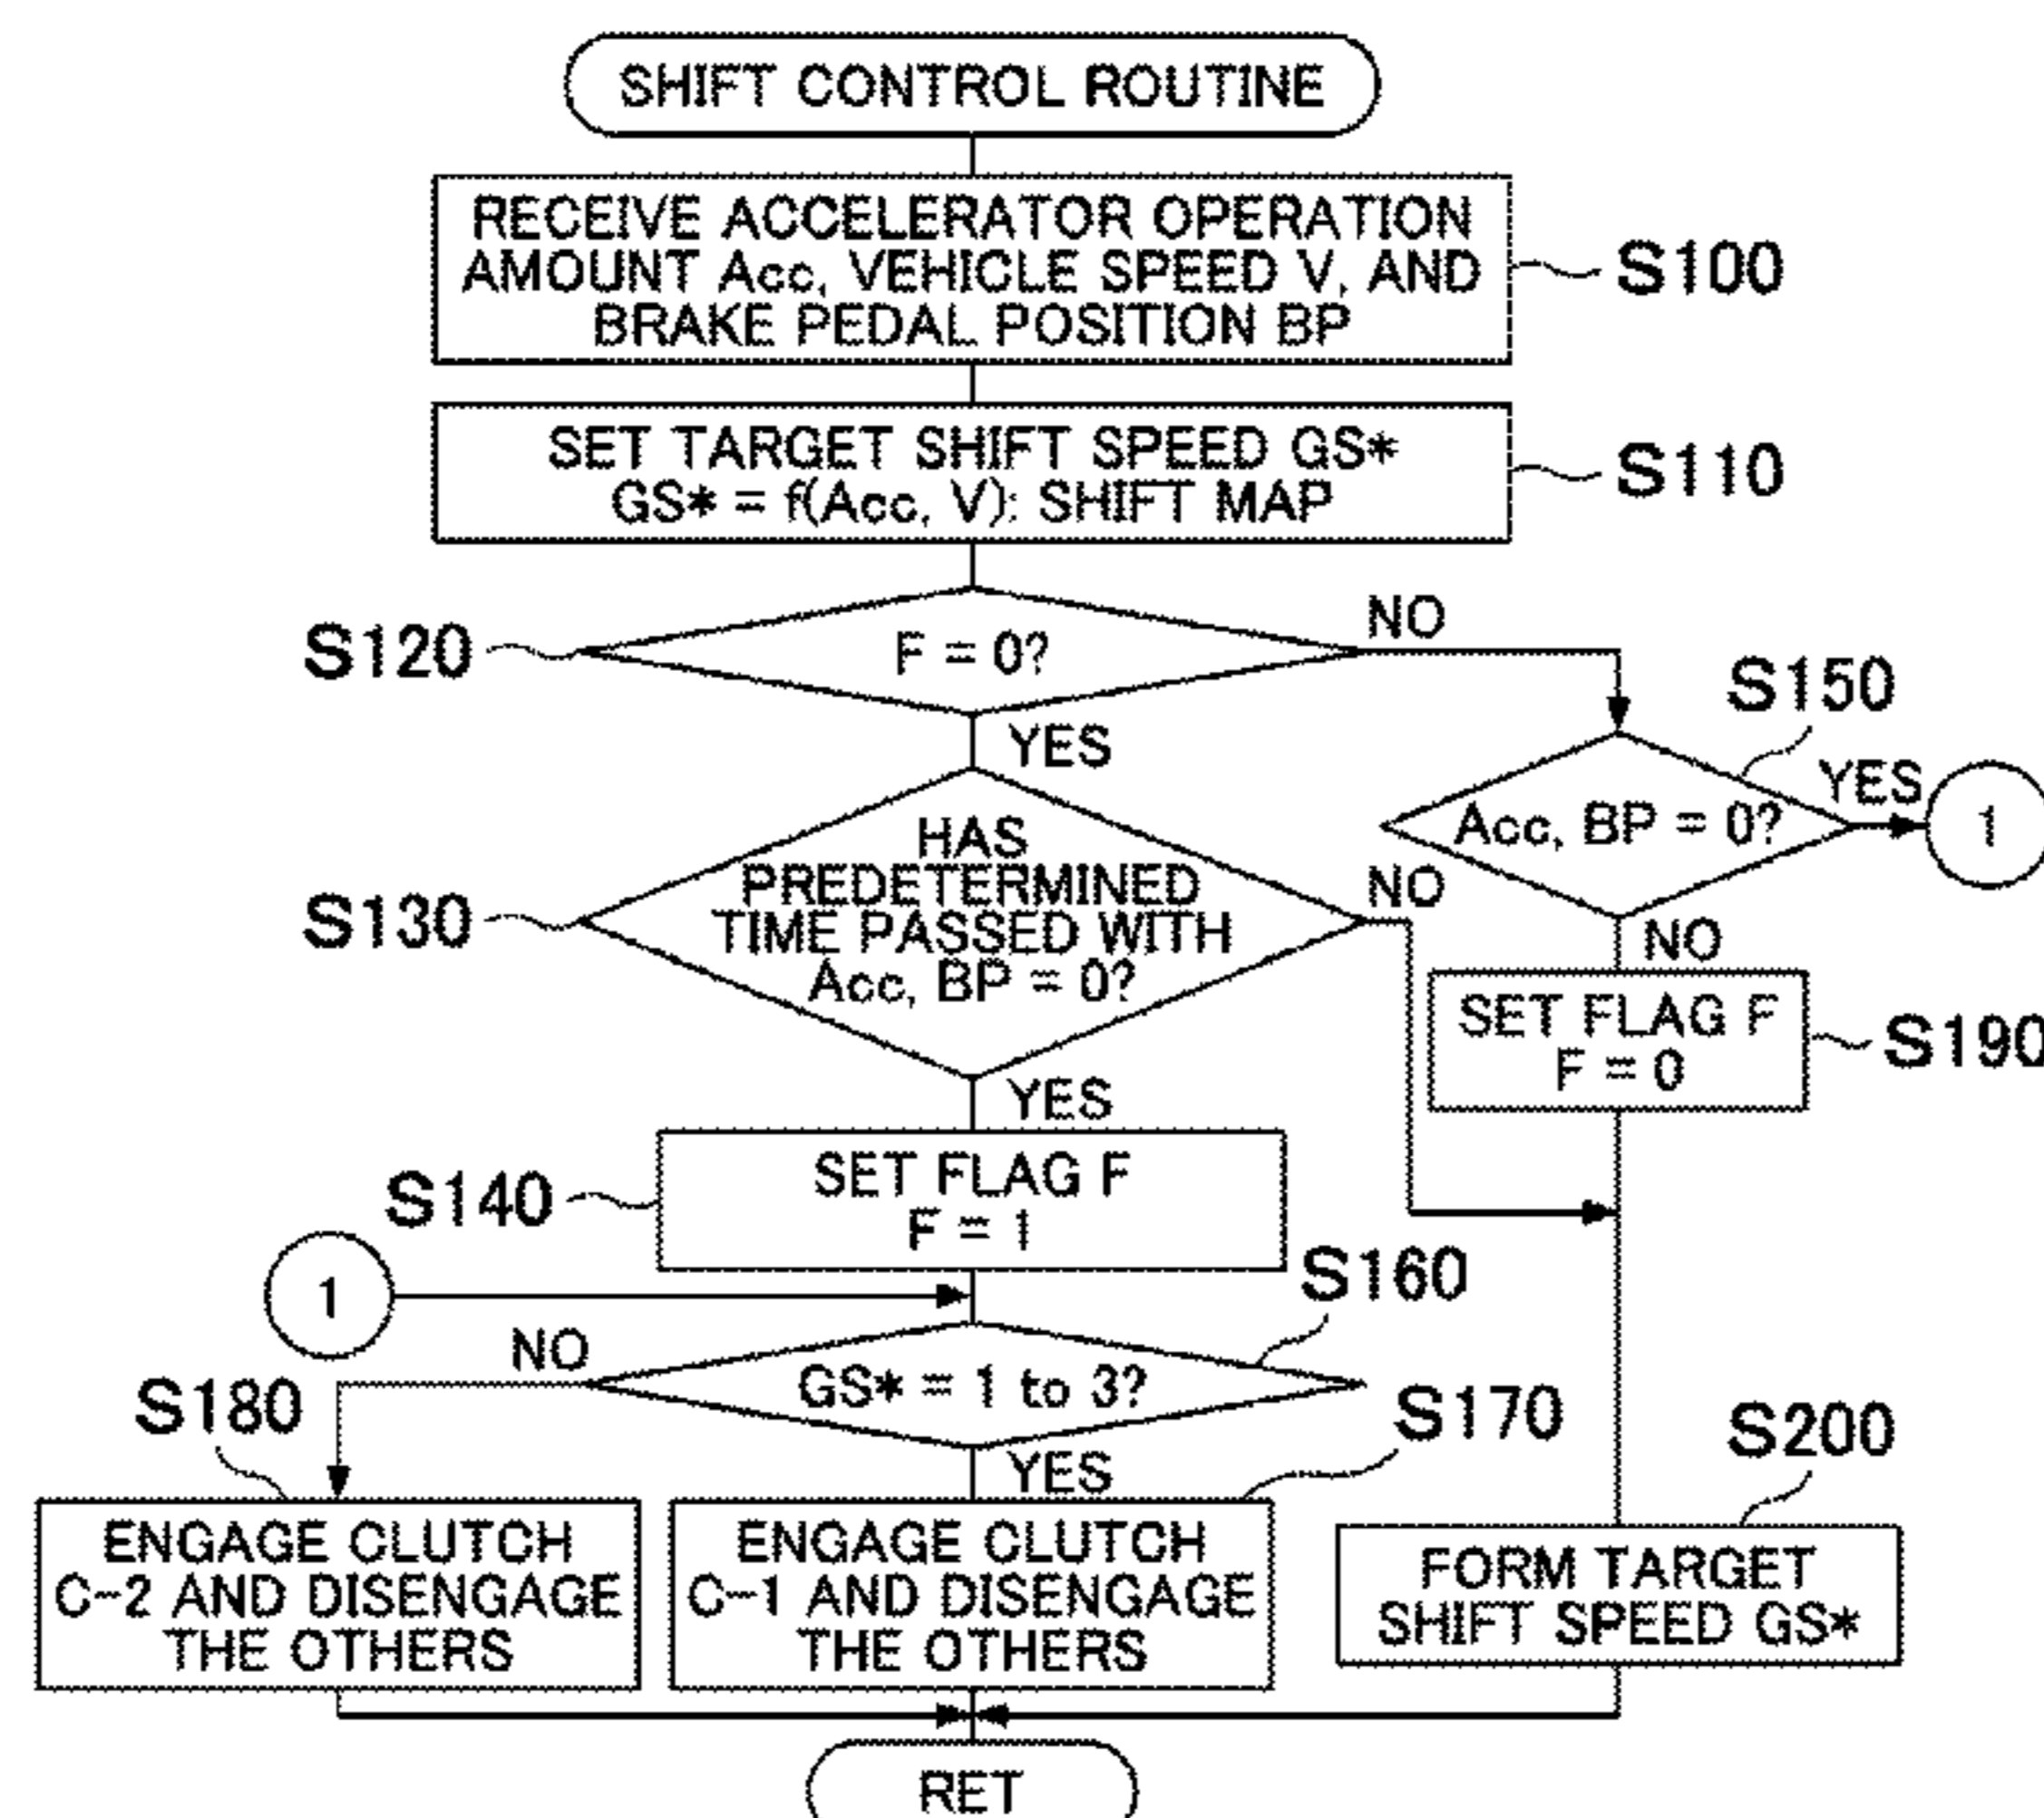 SHIFT CONTROL ROUTINE
RECEIVE ACCELERATOR OPERATION
AMOUNT Acc, VEHICLE SPEED V, AND
BRAKE PEDAL POSITION BP
S100
SET TARGET SHIFT SPEED GS*
GS* = f(Acc, V): SHIFT MAP
S110
S120
F = 0?
NO
YES
S150
Acc, BP = 0?
YES
1
NO
S130
HAS
PREDETERMINED
TIME PASSED WITH
Acc, BP = 0?
NO
YES
SET FLAG F
F = 0
S190
S140
SET FLAG F
F = 1
1
S160
GS* = 1 to 3?
NO
YES
S180
S170
S200
ENGAGE CLUTCH
C-2 AND DISENGAGE
THE OTHERS
ENGAGE CLUTCH
C-1 AND DISENGAGE
THE OTHERS
FORM TARGET
SHIFT SPEED GS*
RET